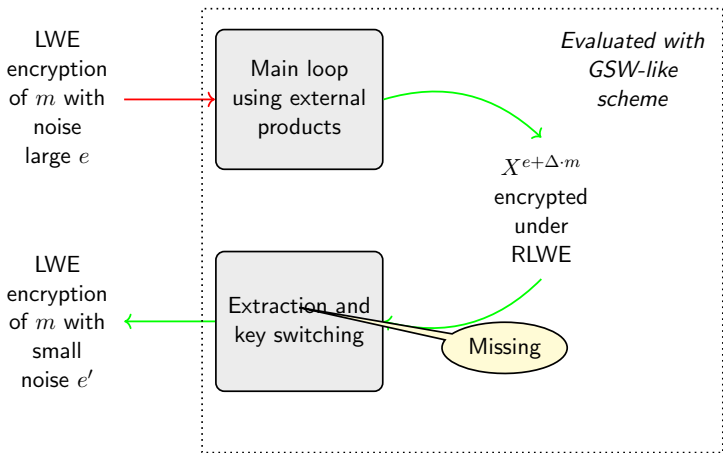 LWE
encryption
of m with
noise
large e
Main loop
using external
products
Evaluated with
GSW-like
scheme
X^{e+Δ·m}
encrypted
under
RLWE
LWE
encryption
of m with
small
noise e′
Extraction and
key switching
Missing